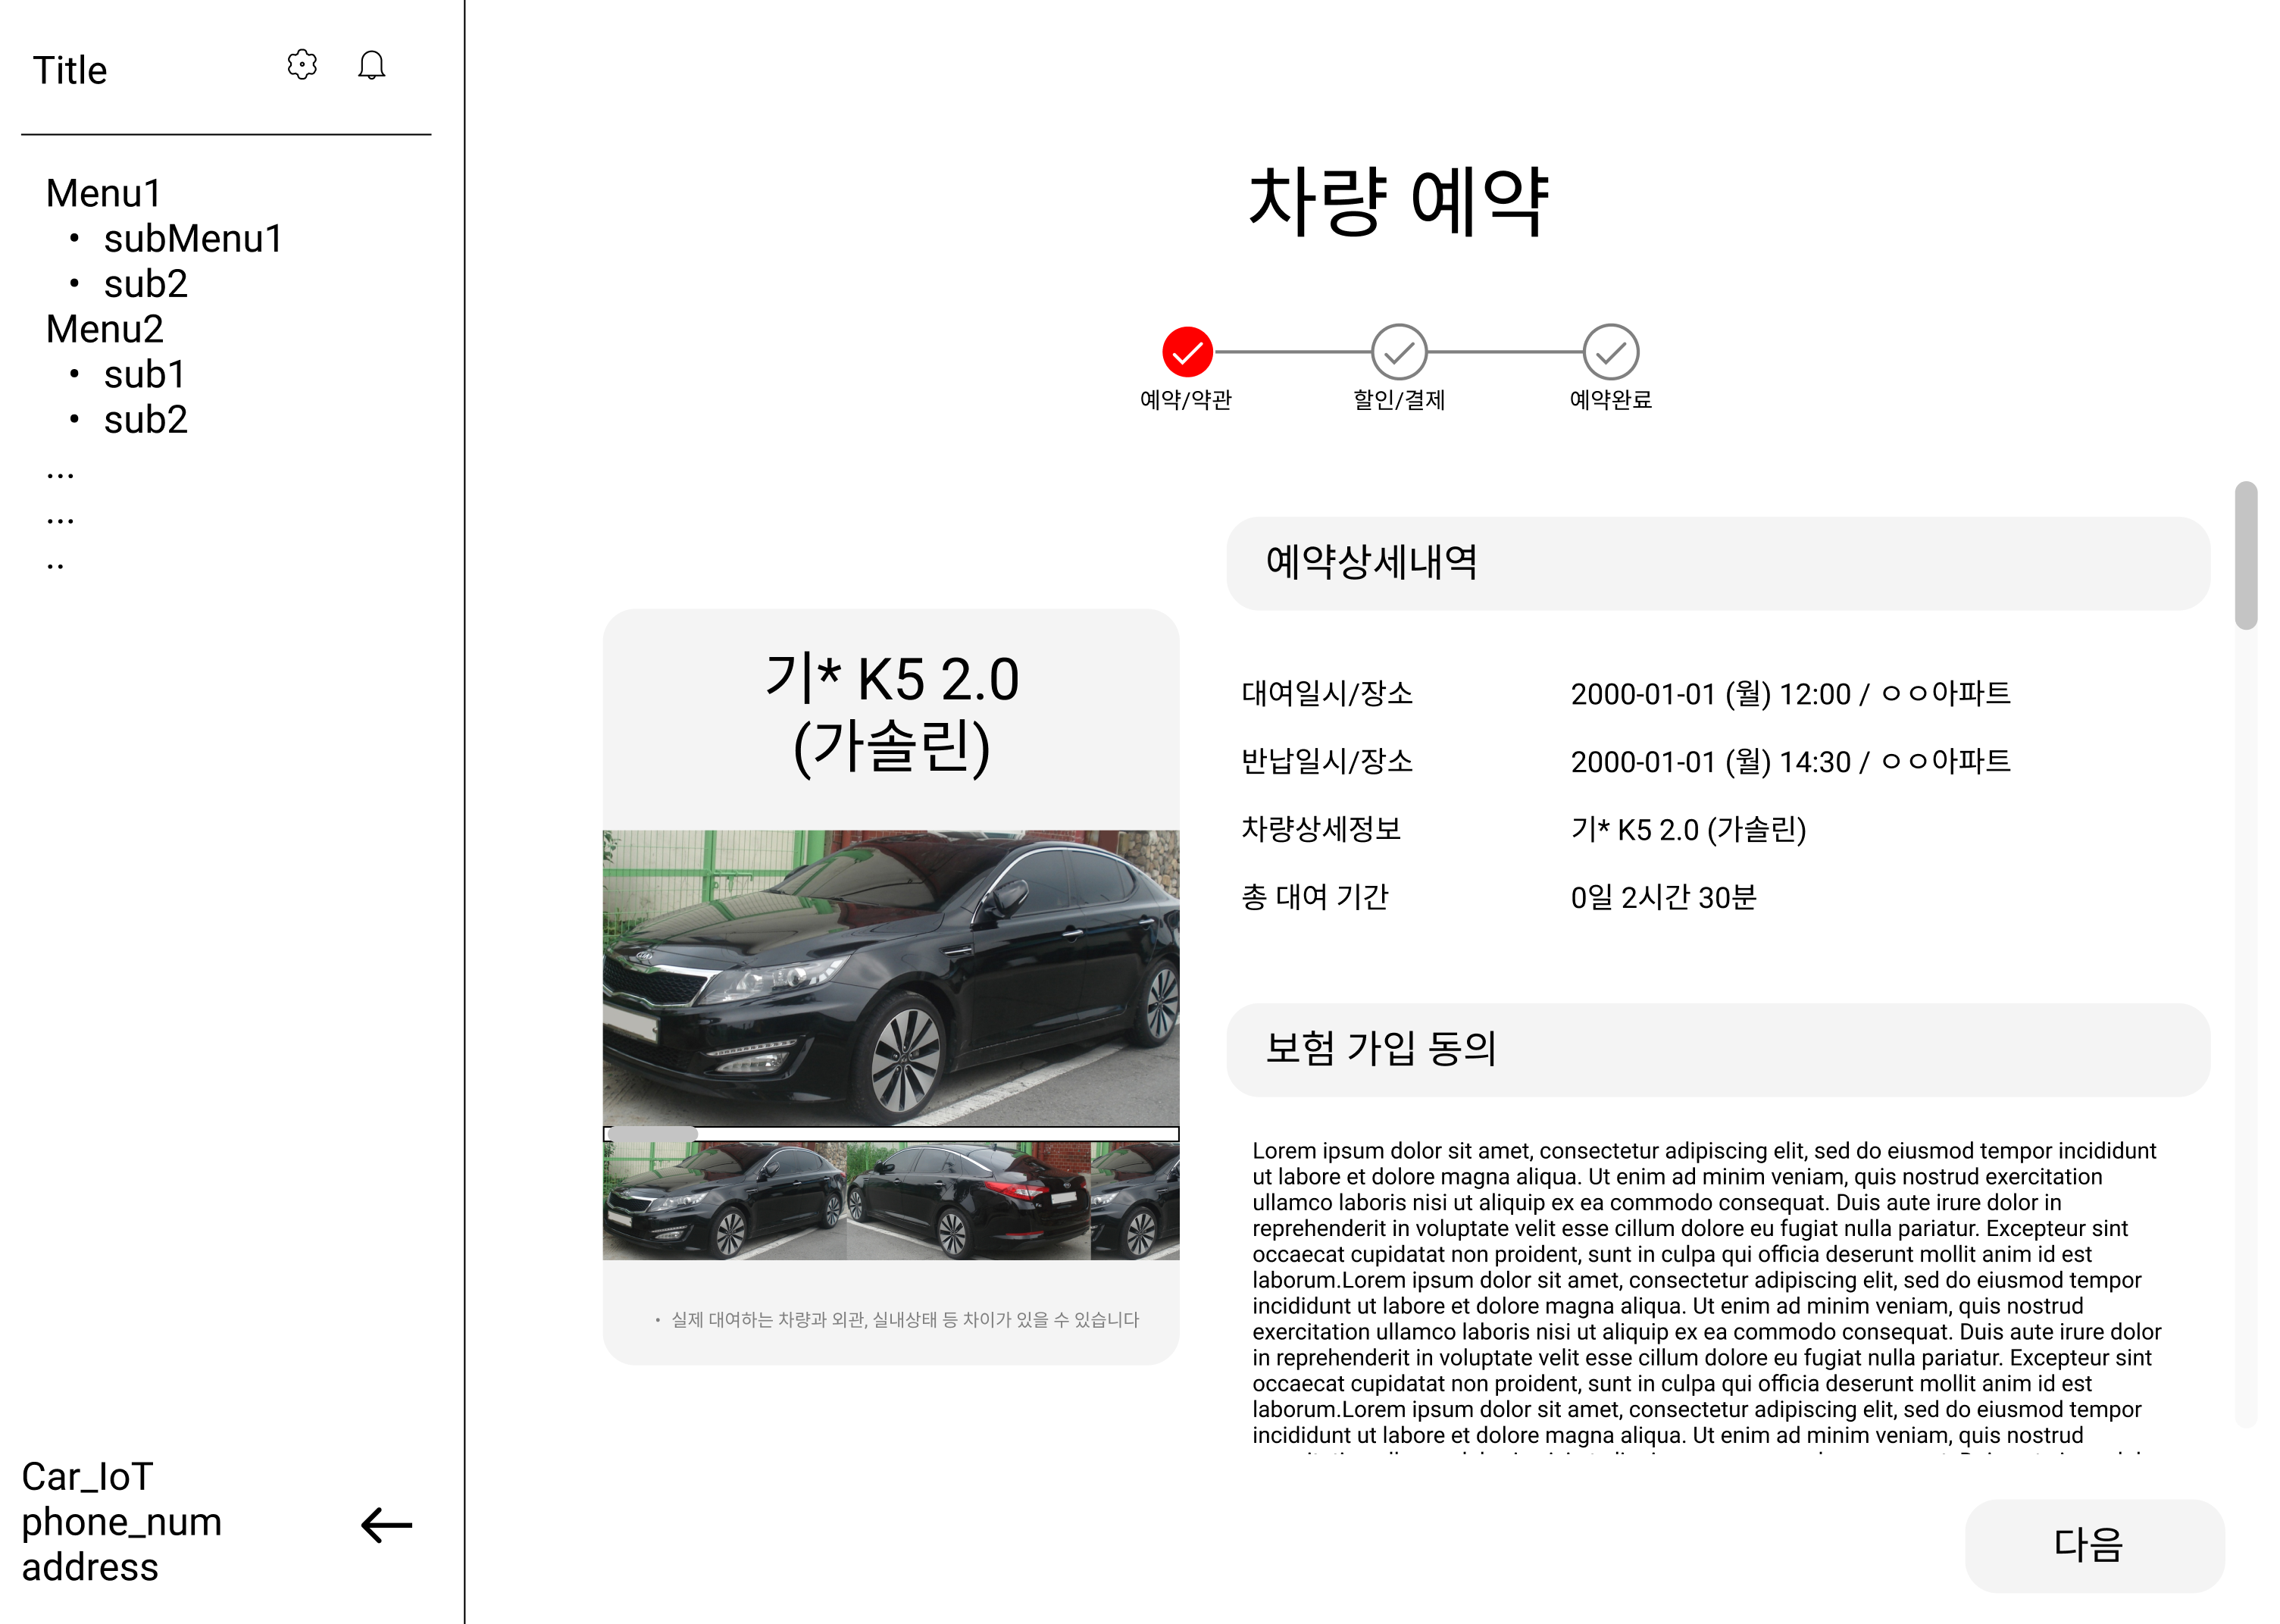 Title
Menu1
• subMenu1
• sub2
Menu2
• sub1
• sub2
...
...
..
Car_IoT
phone_num
address
차량 예약
예약/약관
할인/결제
예약완료
기* K5 2.0
(가솔린)
• 실제 대여하는 차량과 외관, 실내상태 등 차이가 있을 수 있습니다
예약상세내역
대여일시/장소 2000-01-01 (월) 12:00 / ㅇㅇ아파트
반납일시/장소 2000-01-01 (월) 14:30 / ㅇㅇ아파트
차량상세정보 기* K5 2.0 (가솔린)
총 대여 기간 0일 2시간 30분
보험 가입 동의
Lorem ipsum dolor sit amet, consectetur adipiscing elit, sed do eiusmod tempor incididunt
ut labore et dolore magna aliqua. Ut enim ad minim veniam, quis nostrud exercitation
ullamco laboris nisi ut aliquip ex ea commodo consequat. Duis aute irure dolor in
reprehenderit in voluptate velit esse cillum dolore eu fugiat nulla pariatur. Excepteur sint
occaecat cupidatat non proident, sunt in culpa qui officia deserunt mollit anim id est
laborum.Lorem ipsum dolor sit amet, consectetur adipiscing elit, sed do eiusmod tempor
incididunt ut labore et dolore magna aliqua. Ut enim ad minim veniam, quis nostrud
exercitation ullamco laboris nisi ut aliquip ex ea commodo consequat. Duis aute irure dolor
in reprehenderit in voluptate velit esse cillum dolore eu fugiat nulla pariatur. Excepteur sint
occaecat cupidatat non proident, sunt in culpa qui officia deserunt mollit anim id est
laborum.Lorem ipsum dolor sit amet, consectetur adipiscing elit, sed do eiusmod tempor
incididunt ut labore et dolore magna aliqua. Ut enim ad minim veniam, quis nostrud
다음